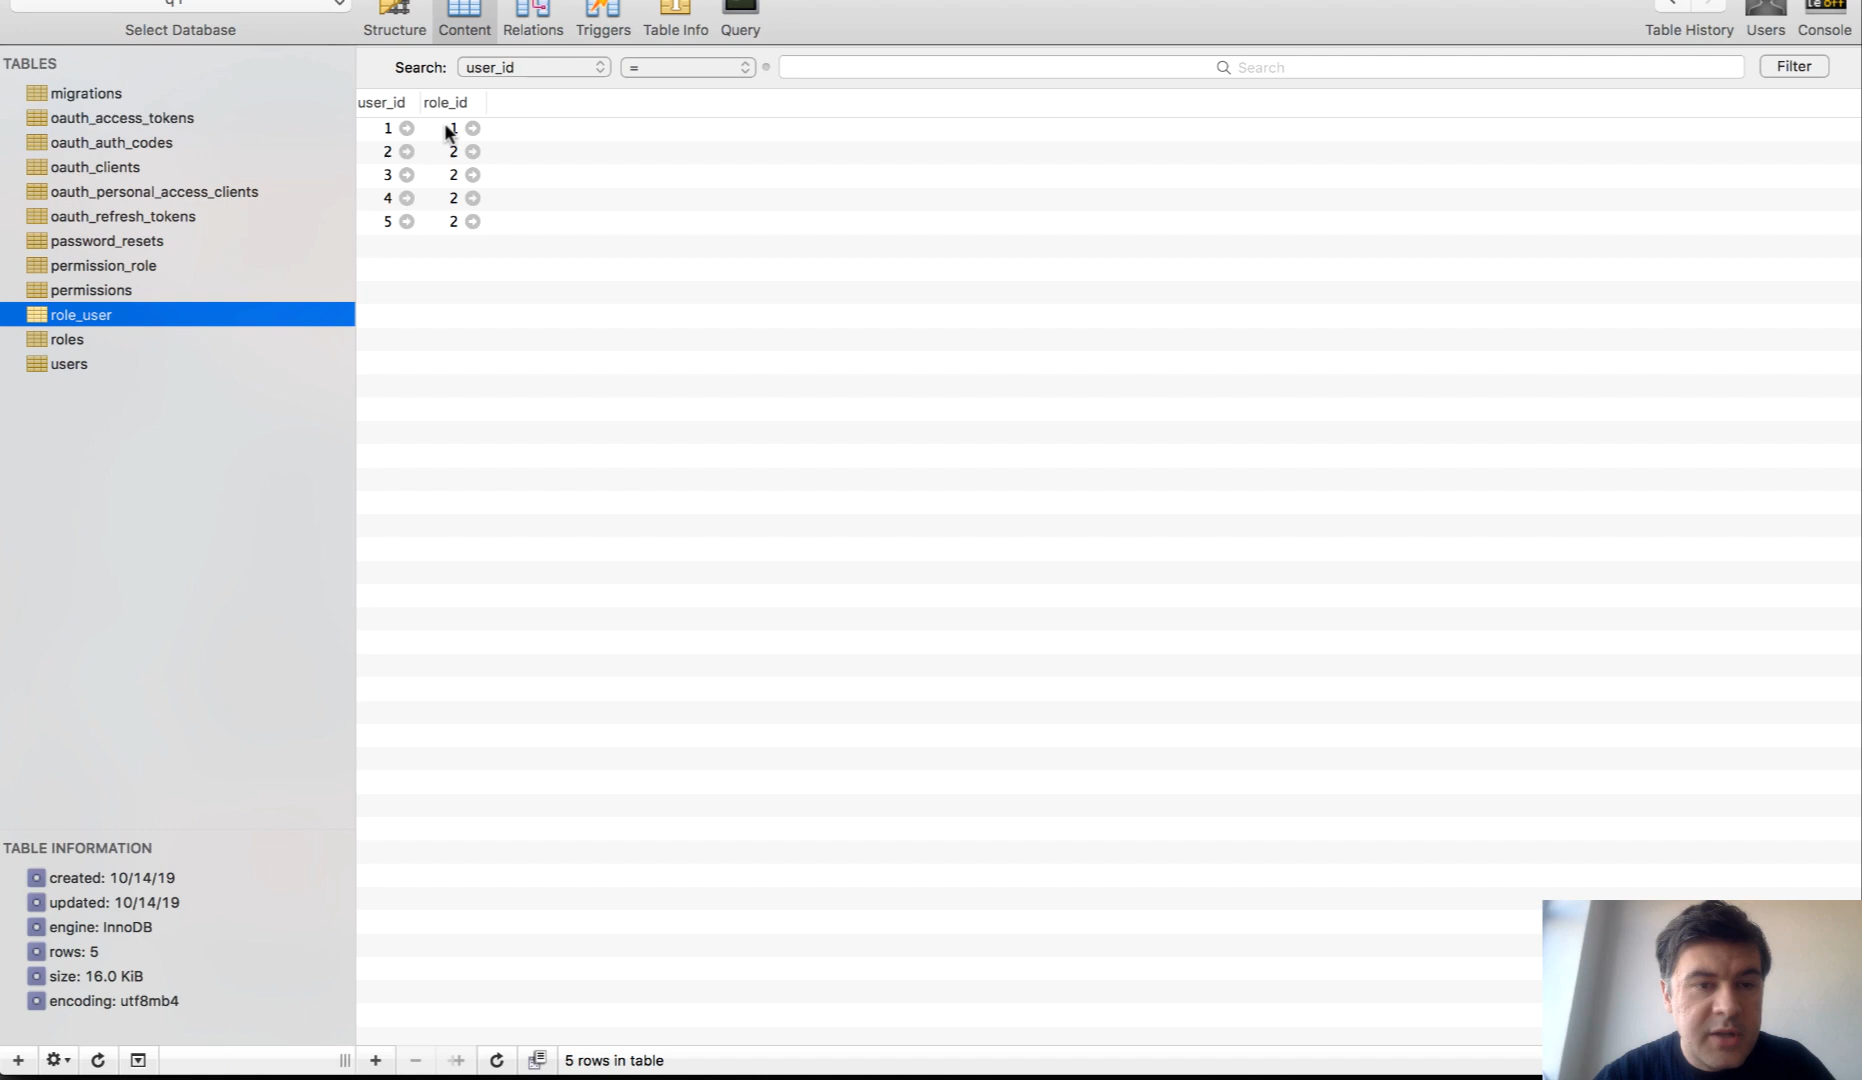 Select Database
Structure
Content
Relations
Triggers
Table Info
Query
Table History
Users
Console
TABLES
migrations
oauth_access_tokens
oauth_auth_codes
oauth_clients
oauth_personal_access_clients
oauth_refresh_tokens
password_resets
permission_role
permissions
role_user
roles
users
Search: user_id = Search Filter
user_id role_id
1 1
2 2
3 2
4 2
5 2
TABLE INFORMATION
created: 10/14/19
updated: 10/14/19
engine: InnoDB
rows: 5
size: 16.0 KiB
encoding: utf8mb4
5 rows in table